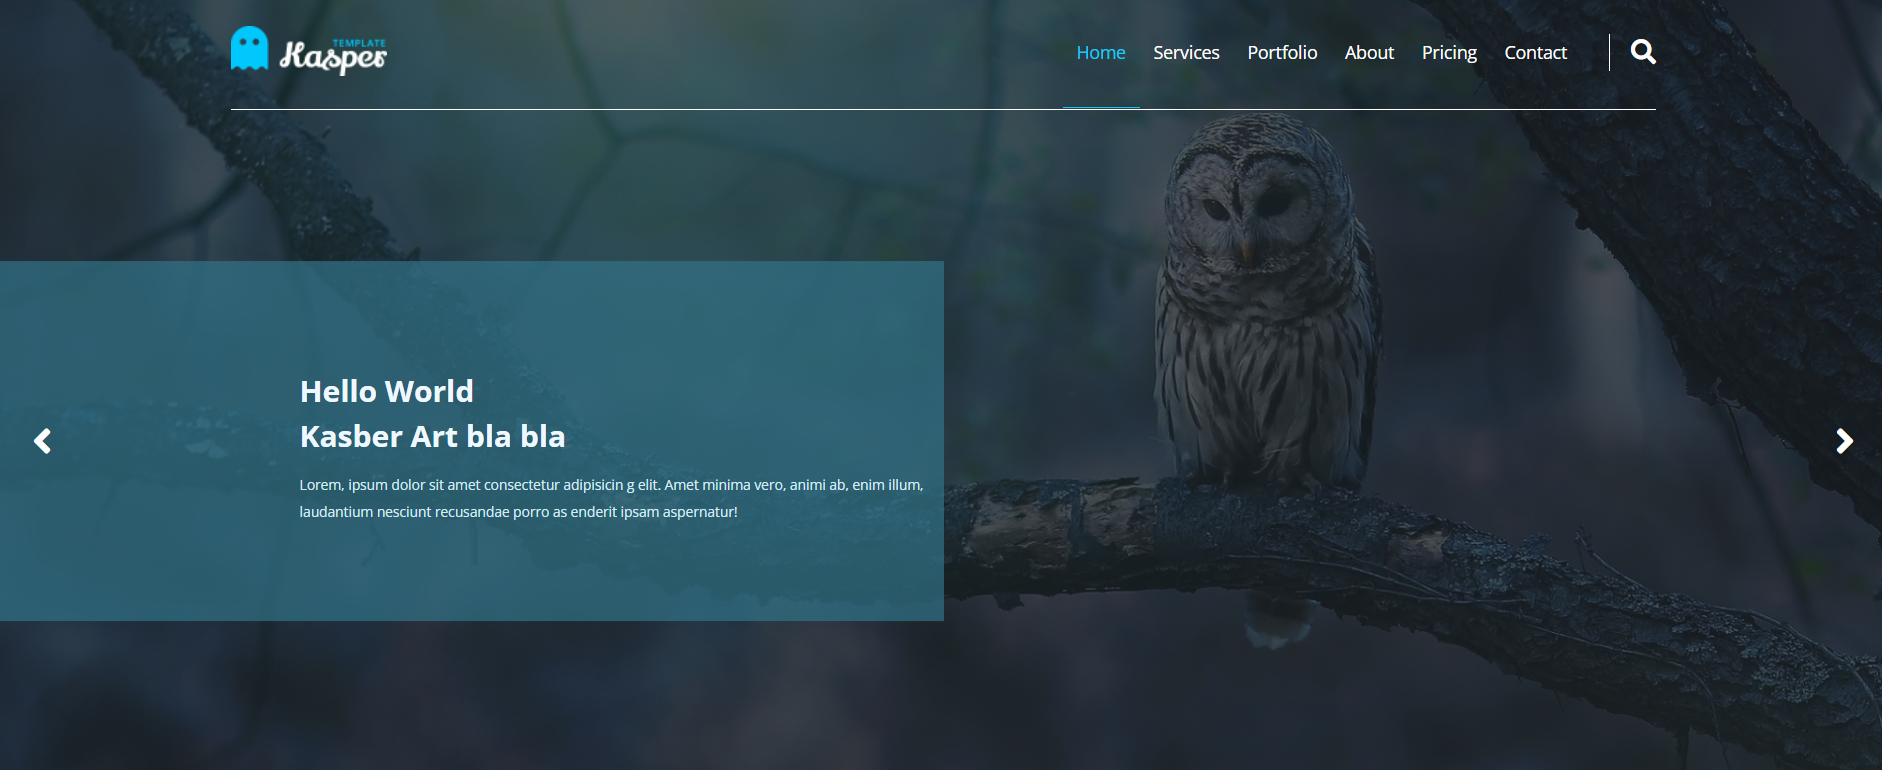 TEMPLATE
Kasper
Home Services Portfolio About Pricing Contact
Hello World
Kasber Art bla bla
Lorem, ipsum dolor sit amet consectetur adipisicin g elit. Amet minima vero, animi ab, enim illum,
laudantium nesciunt recusandae porro as enderit ipsam aspernatur!